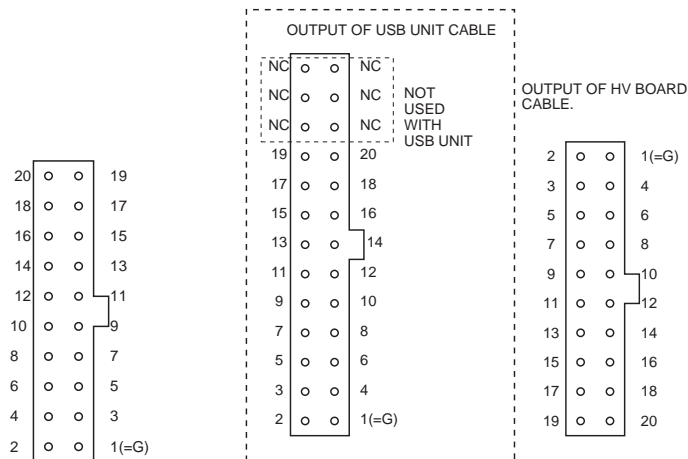 OUTPUT OF USB UNIT CABLE
NC NC
NC NC
NC NC
NOT
USED
WITH
USB UNIT
19 20
17 18
15 16
13 14
11 12
9 10
7 8
5 6
3 4
2 1(=G)
OUTPUT OF HV BOARD
CABLE.
2 1(=G)
3 4
5 6
7 8
9 10
11 12
13 14
15 16
17 18
19 20
20 19
18 17
16 15
14 13
12 11
10 9
8 7
6 5
4 3
2 1(=G)